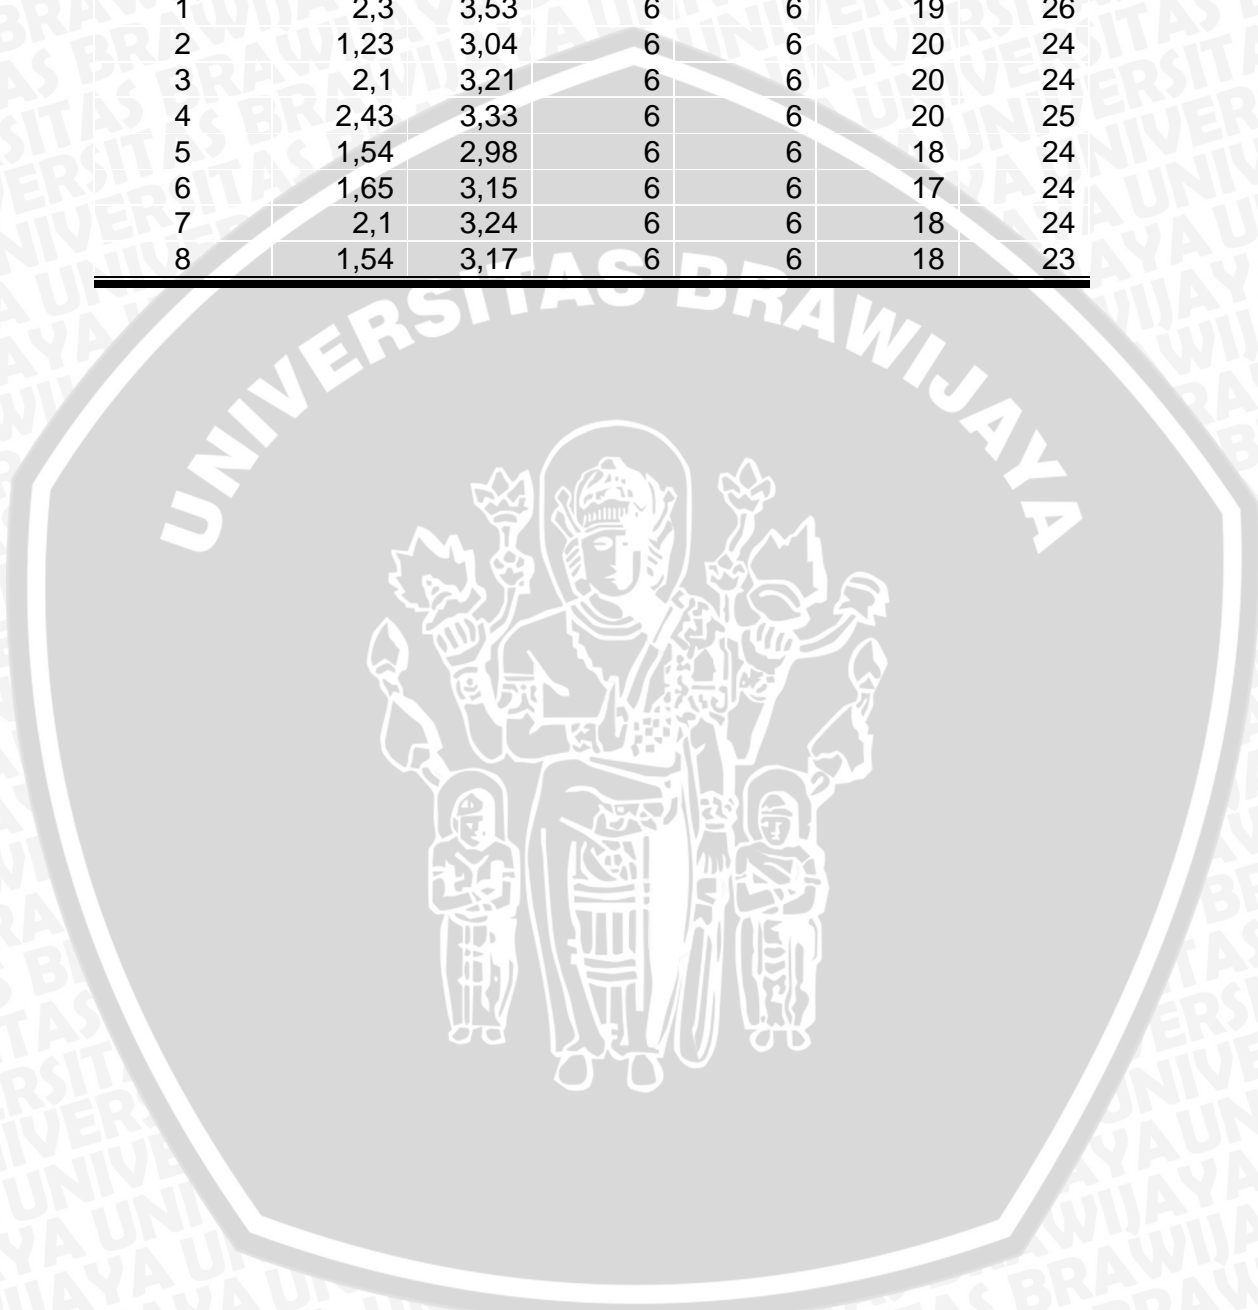 1 2,3 3,53 6 6 19 26
2 1,23 3,04 6 6 20 24
3 2,1 3,21 6 6 20 24
4 2,43 3,33 6 6 20 25
5 1,54 2,98 6 6 18 24
6 1,65 3,15 6 6 17 24
7 2,1 3,24 6 6 18 24
8 1,54 3,17 6 6 18 23
UNIVERSITAS BRAWIJAYA